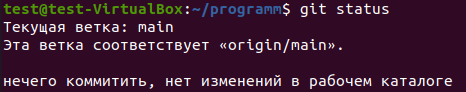 test@test-VirtualBox:~/programm$ git status
Текущая ветка: main
Эта ветка соответствует «origin/main».
нечего коммитить, нет изменений в рабочем каталоге